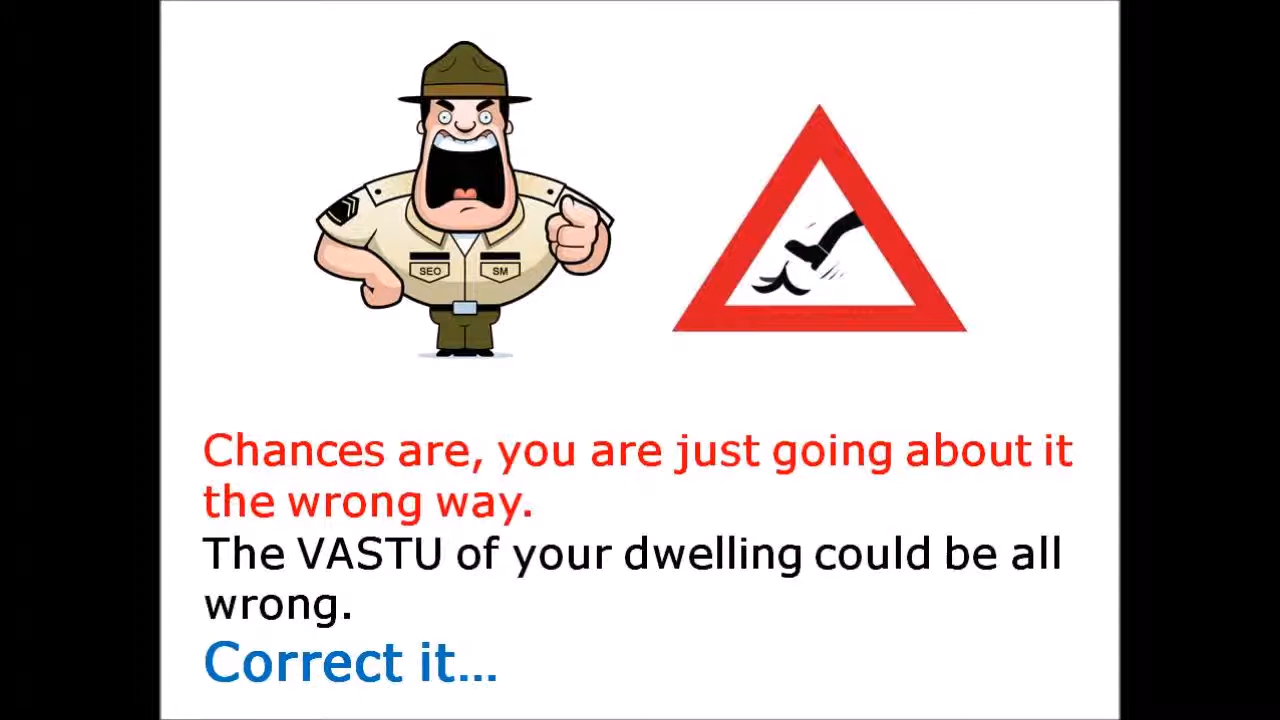 SEO SM
Chances are, you are just going about it
the wrong way.
The VASTU of your dwelling could be all
wrong.
Correct it...